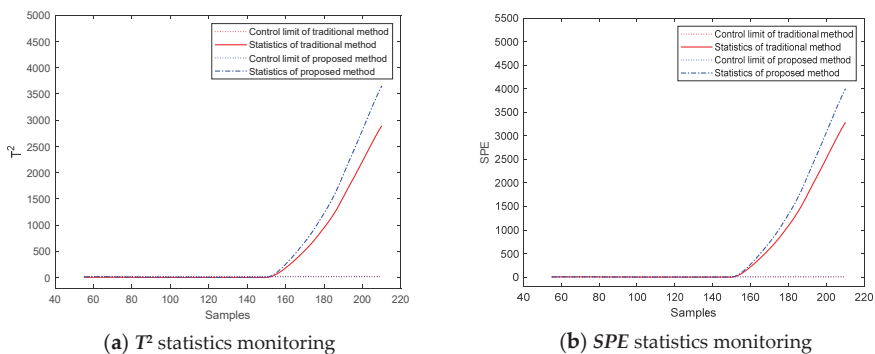 5000
4500
4000
3500
3000
2500
2000
1500
1000
500
0
T²
40 60 80 100 120 140 160 180 200 220
Samples
Control limit of traditional method
Statistics of traditional method
Control limit of proposed method
Statistics of proposed method
(a) T² statistics monitoring
5PE
5000
4500
4000
3500
3000
2500
2000
1500
1000
500
0
SPE
40 60 80 100 120 140 160 180 200 220
Samples
Control limit of traditional method
Statistics of traditional method
Control limit of proposed method
Statistics of proposed method
(b) SPE statistics monitoring